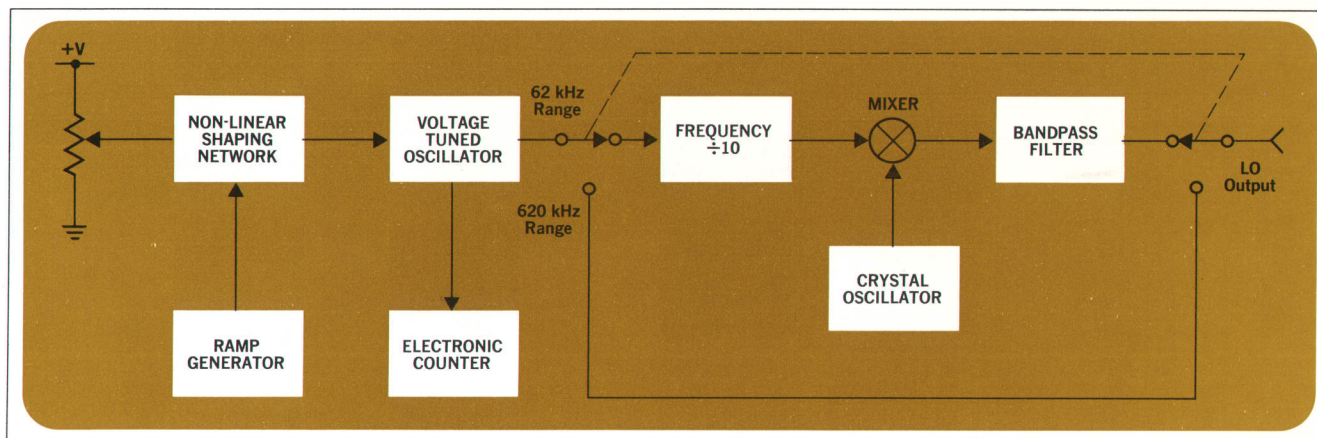 +V
NON-LINEAR
SHAPING
NETWORK
VOLTAGE
TUNED
OSCILLATOR
62 kHz
Range
FREQUENCY
÷10
MIXER
BANDPASS
FILTER
LO
Output
620 kHz
Range
CRYSTAL
OSCILLATOR
RAMP
GENERATOR
ELECTRONIC
COUNTER